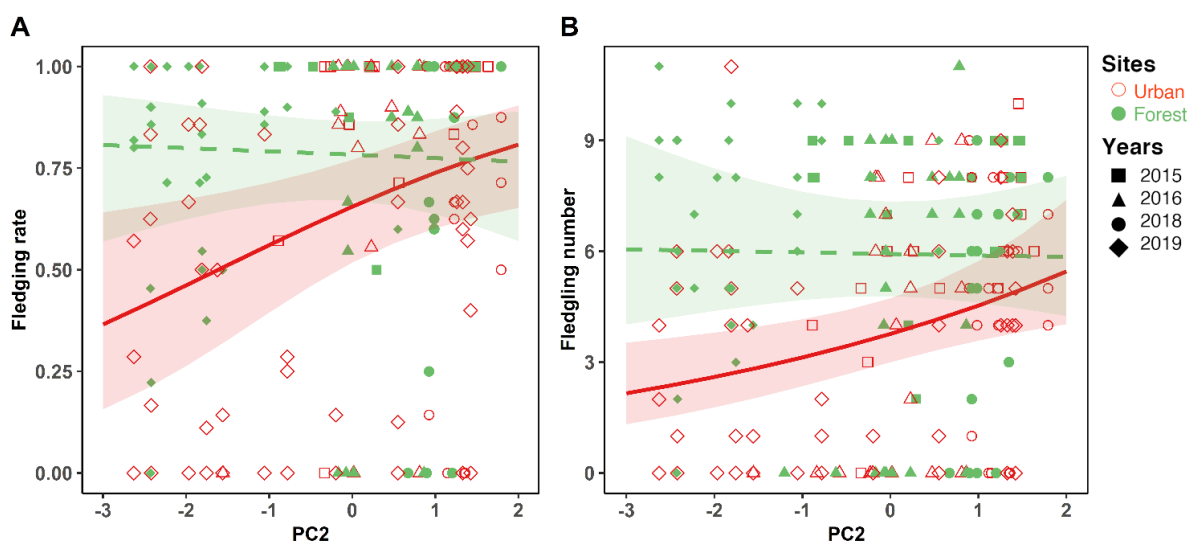 A
B
Fledging rate
1.00
0.75
0.50
0.25
0.00
-3
-2
-1
0
1
2
PC2
Fledgling number
9
6
3
0
-3
-2
-1
0
1
2
PC2
Sites
Urban
Forest
Years
2015
2016
2018
2019